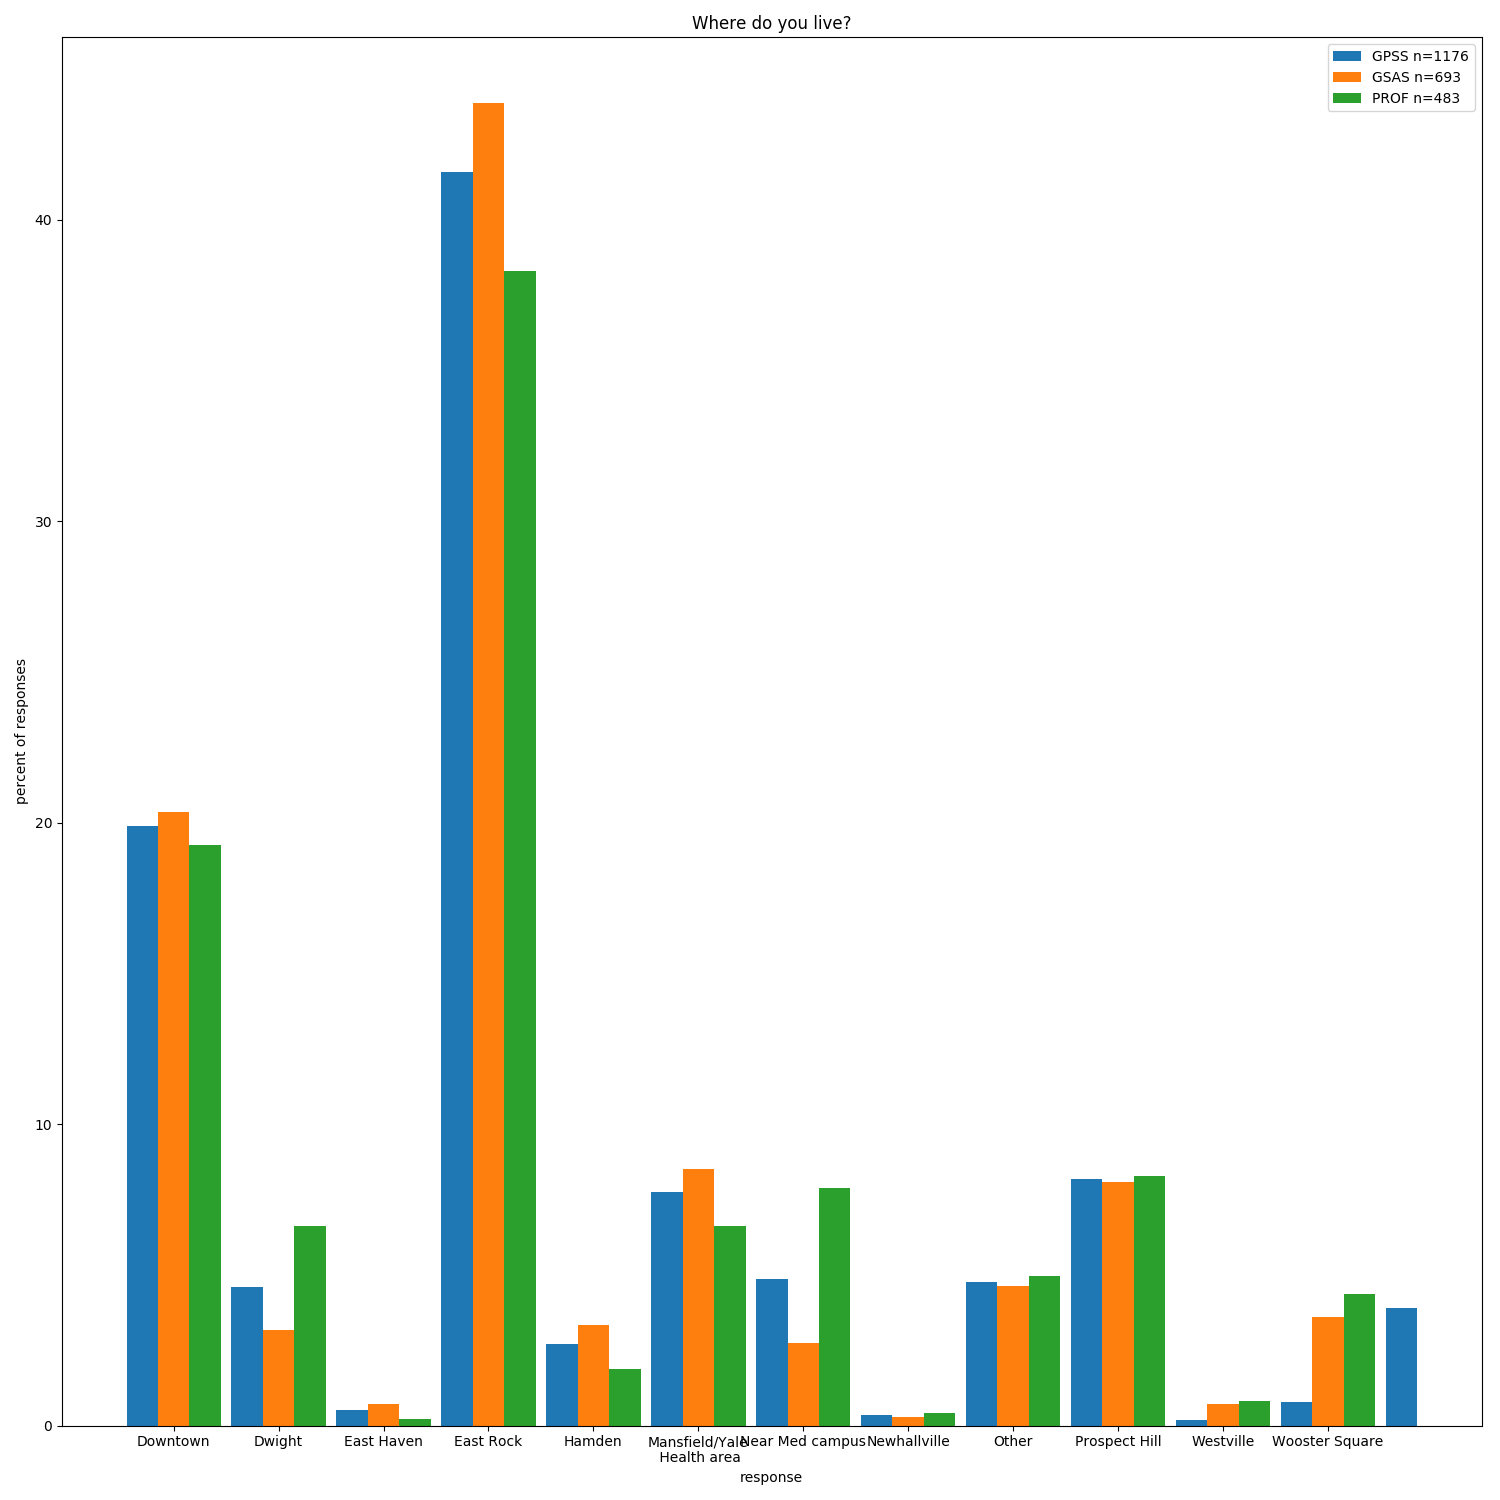 Where do you live?
GPSS n=1176
GSAS n=693
PROF n=483
percent of responses
40
30
20
10
0
Downtown
Dwight
East Haven
East Rock
Hamden
Mansfield/Yale
Health area
Near Med campus
Newhallville
Other
Prospect Hill
Westville
Wooster Square
response